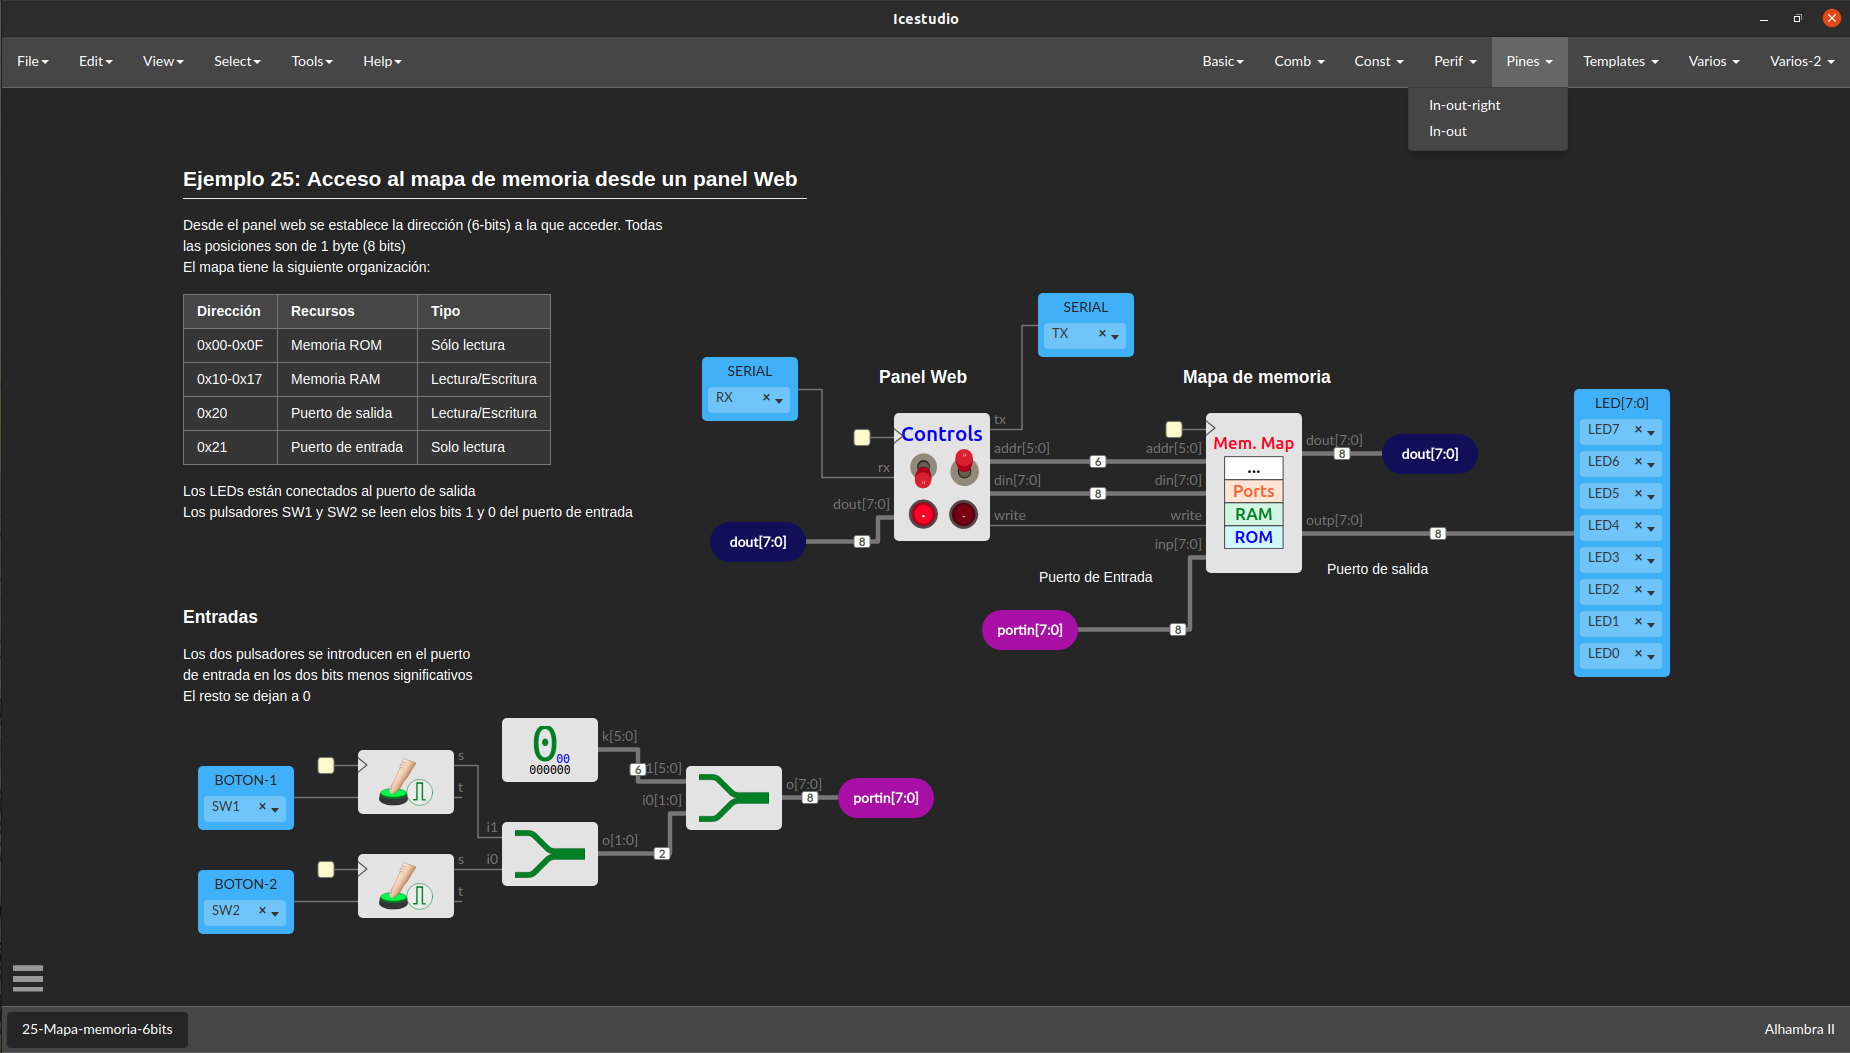 Icestudio
File Edit View Select Tools Help Basic Comb Const Perif Pines Templates Varios Varios-2
In-out-right
In-out
Ejemplo 25: Acceso al mapa de memoria desde un panel Web
Desde el panel web se establece la dirección (6-bits) a la que acceder. Todas
las posiciones son de 1 byte (8 bits)
El mapa tiene la siguiente organización:
Dirección Recursos Tipo
0x00-0x0F Memoria ROM Sólo lectura
0x10-0x17 Memoria RAM Lectura/Escritura
0x20 Puerto de salida Lectura/Escritura
0x21 Puerto de entrada Solo lectura
Los LEDs están conectados al puerto de salida
Los pulsadores SW1 y SW2 se leen elos bits 1 y 0 del puerto de entrada
SERIAL
TX ×
SERIAL
RX ×
Panel Web
Controls
rx
dout[7:0]
tx
addr[5:0]
din[7:0]
write
dout[7:0]
8
6
8
Mapa de memoria
Mem. Map
...
Ports
RAM
ROM
addr[5:0]
din[7:0]
write
inp[7:0]
dout[7:0]
outp[7:0]
8
dout[7:0]
8
Puerto de Entrada
Puerto de salida
portin[7:0]
8
LED[7:0]
LED7 ×
LED6 ×
LED5 ×
LED4 ×
LED3 ×
LED2 ×
LED1 ×
LED0 ×
Entradas
Los dos pulsadores se introducen en el puerto
de entrada en los dos bits menos significativos
El resto se dejan a 0
BOTON-1
SW1 ×
s
t
BOTON-2
SW2 ×
s
t
0
00
000000
k[5:0]
6
1[5:0]
i0[1:0]
i1
i0
o[1:0]
2
o[7:0]
8
portin[7:0]
25-Mapa-memoria-6bits
Alhambra II